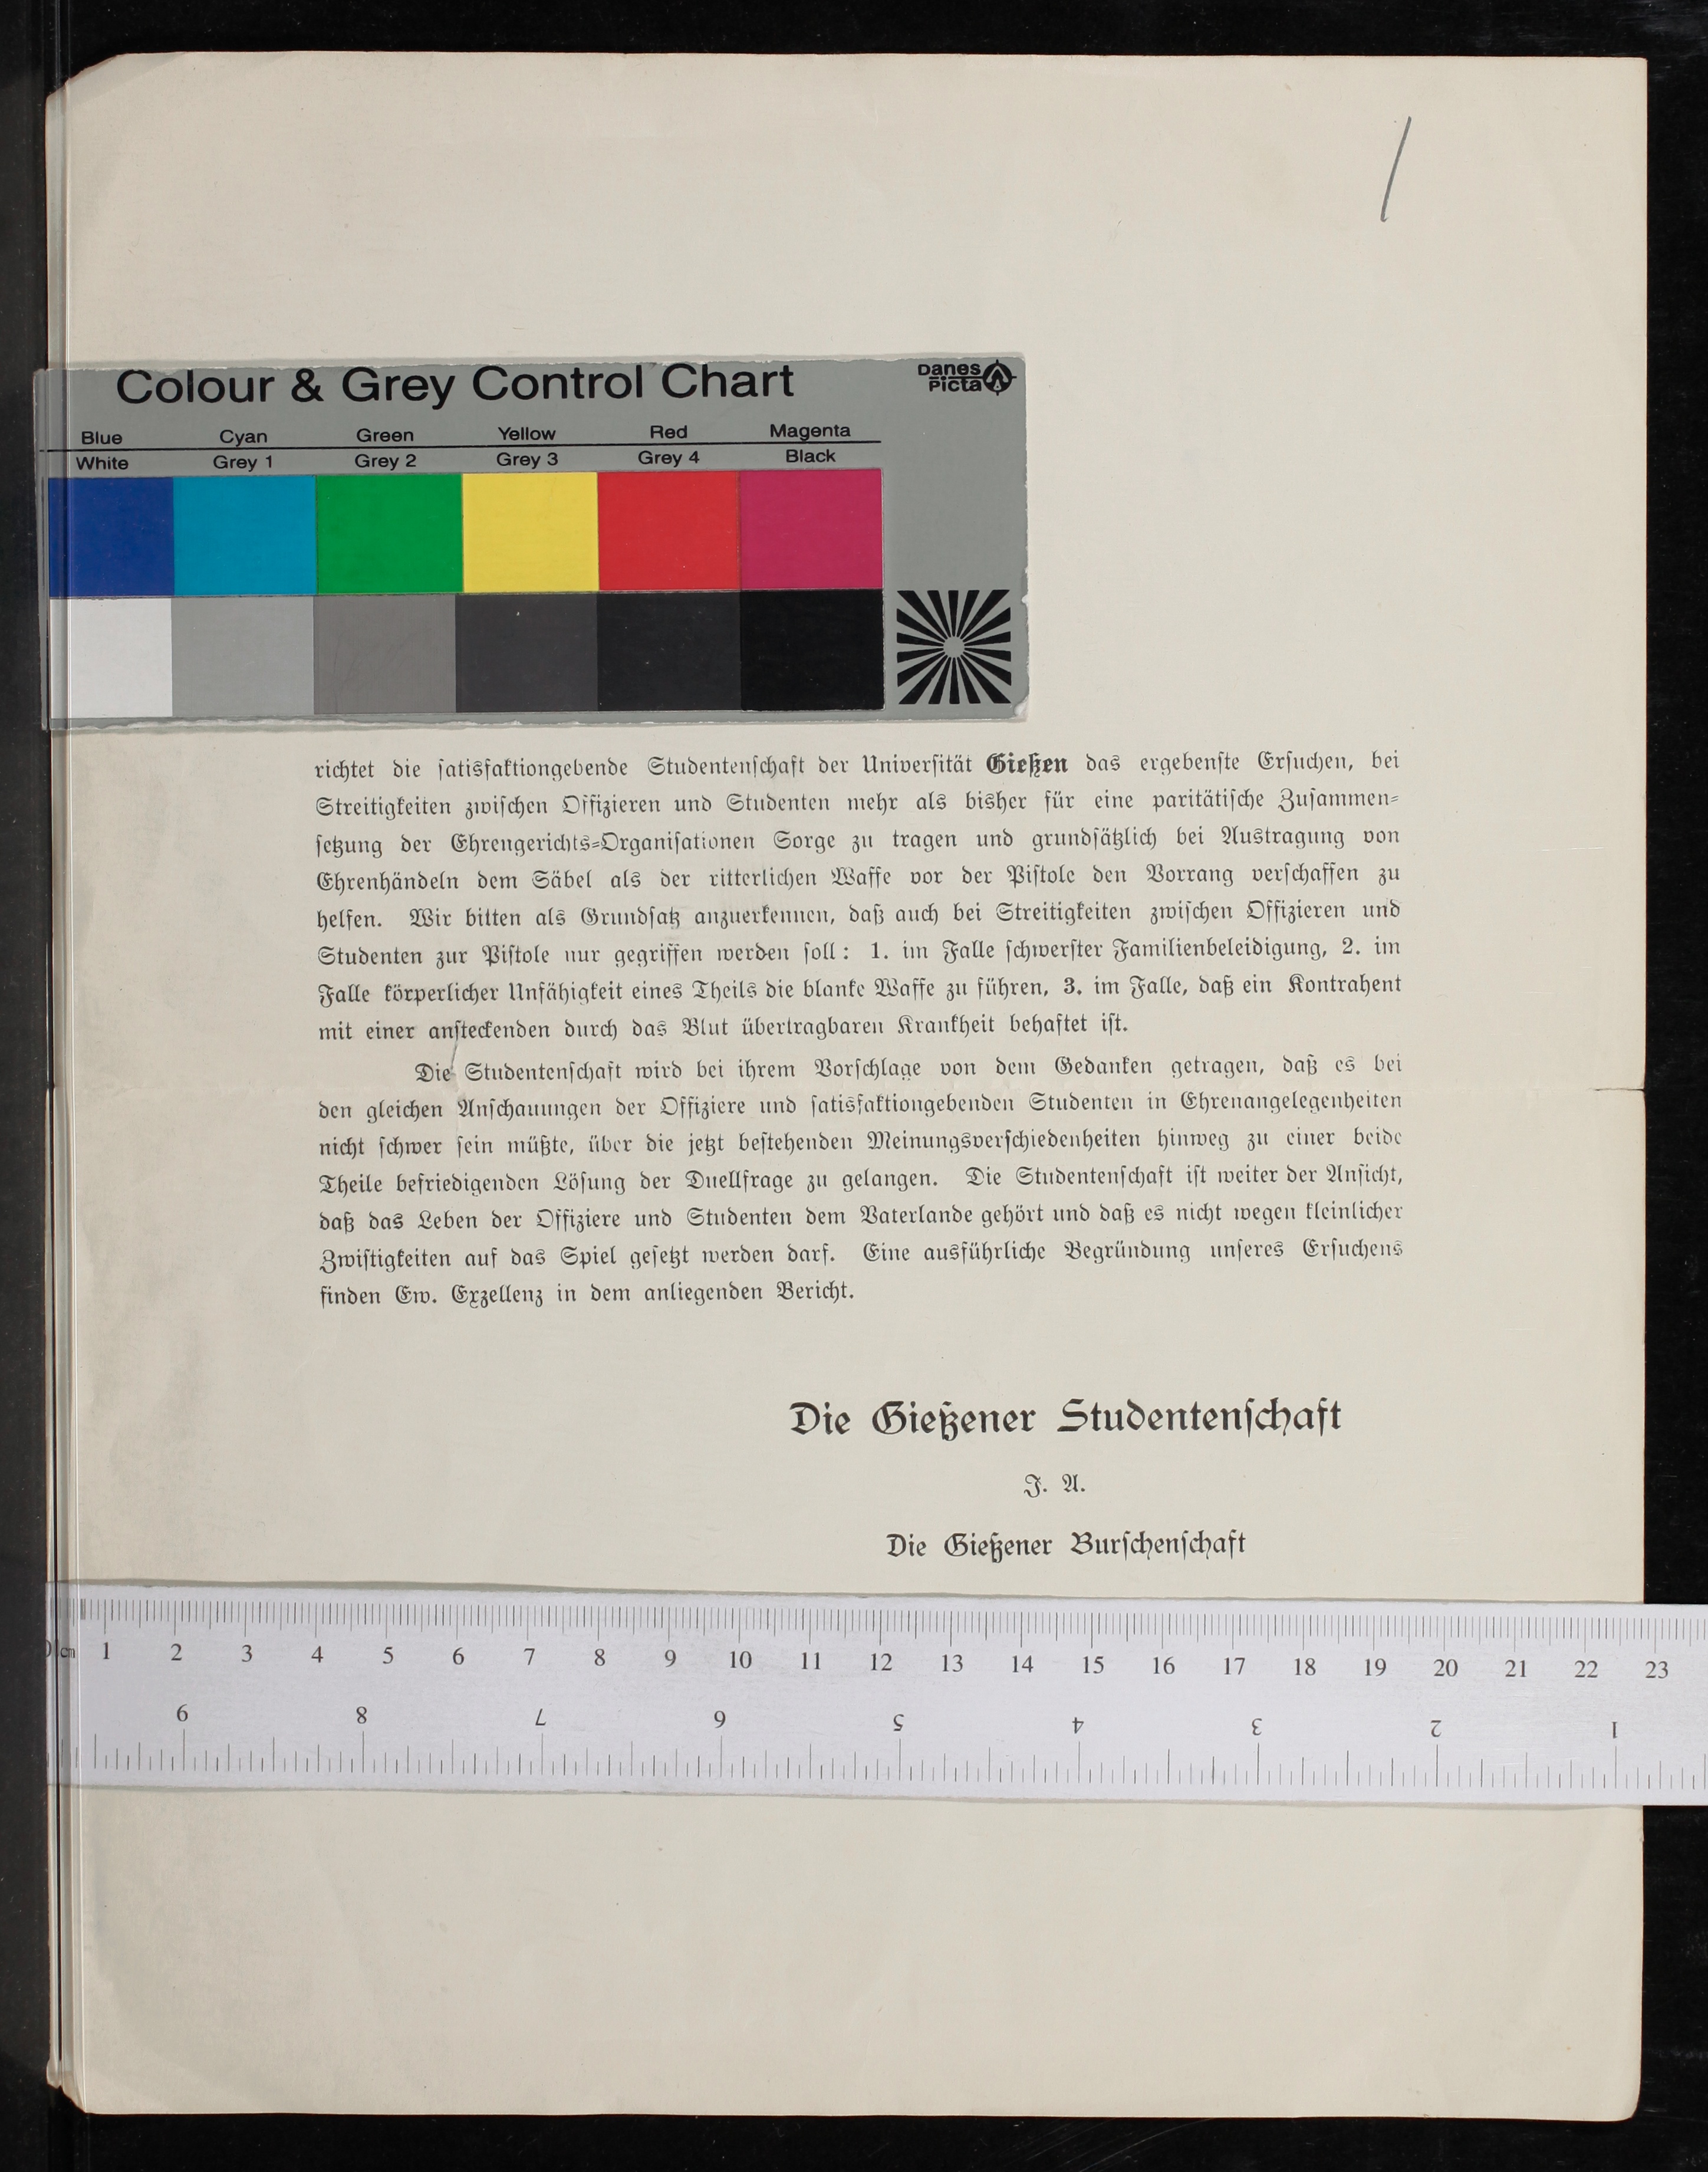 /
Colour & Grey Control Chart
Danes
Picta
Blue Cyan Green Yellow Red Magenta
White Grey 1 Grey 2 Grey 3 Grey 4 Black
richtet die ſatisfaktiongebende Studentenſchaft der Univerſität Gießen das ergebenſte Erſuchen, bei
Streitigkeiten zwiſchen Offizieren und Studenten mehr als bisher für eine paritätiſche Zuſammen-
ſetzung der Ehrengerichts-Organiſationen Sorge zu tragen und grundſätzlich bei Austragung von
Ehrenhändeln dem Säbel als der ritterlichen Waffe vor der Piſtole den Vorrang verſchaffen zu
helfen. Wir bitten als Grundſatz anzuerkennen, daß auch bei Streitigkeiten zwiſchen Offizieren und
Studenten zur Piſtole nur gegriffen werden ſoll: 1. im Falle ſchwerſter Familienbeleidigung, 2. im
Falle körperlicher Unfähigkeit eines Theils die blanke Waffe zu führen, 3. im Falle, daß ein Kontrahent
mit einer anſteckenden durch das Blut übertragbaren Krankheit behaftet iſt.
Die Studentenſchaft wird bei ihrem Vorſchlage von dem Gedanken getragen, daß es bei
den gleichen Anſchauungen der Offiziere und ſatisfaktiongebenden Studenten in Ehrenangelegenheiten
nicht ſchwer ſein müßte, über die jetzt beſtehenden Meinungsverſchiedenheiten hinweg zu einer beide
Theile befriedigenden Löſung der Duellfrage zu gelangen. Die Studentenſchaft iſt weiter der Anſicht,
daß das Leben der Offiziere und Studenten dem Vaterlande gehört und daß es nicht wegen kleinlicher
Zwiſtigkeiten auf das Spiel geſetzt werden darf. Eine ausführliche Begründung unſeres Erſuchens
finden Ew. Exzellenz in dem anliegenden Bericht.
Die Gießener Studentenſchaft
J. A.
Die Gießener Burſchenſchaft
0 cm 1 2 3 4 5 6 7 8 9 10 11 12 13 14 15 16 17 18 19 20 21 22 23
9 8 7 6 5 4 3 2 1